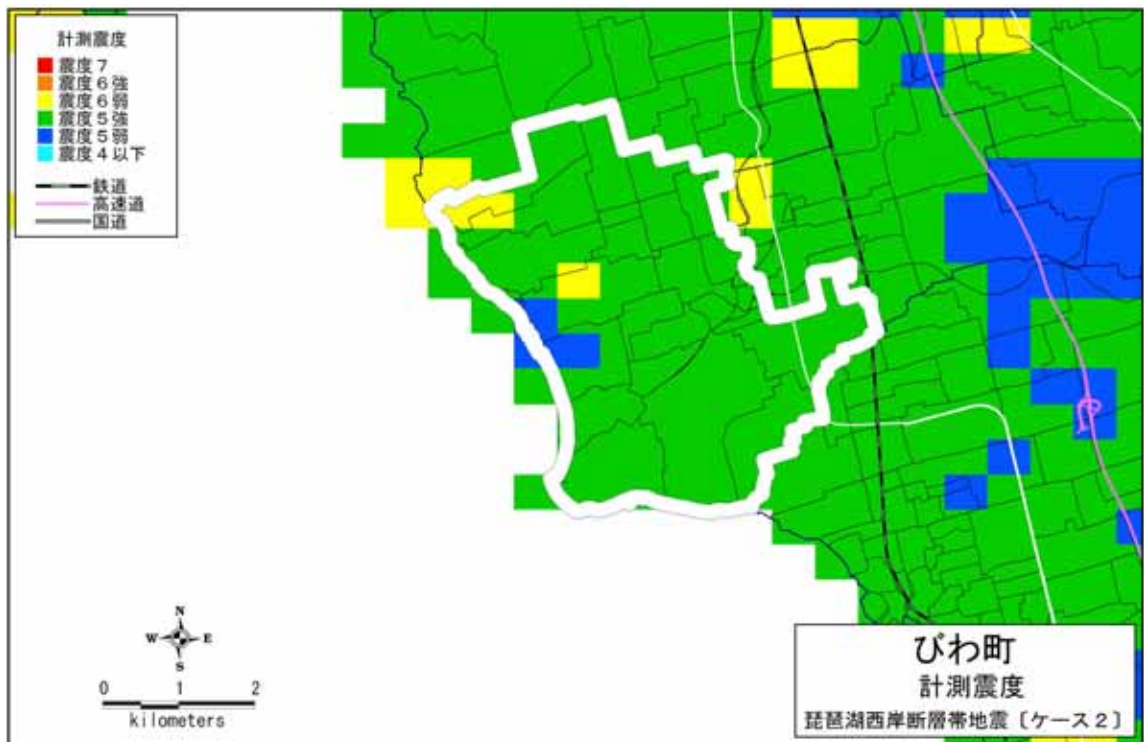 計測震度
震度７
震度６強
震度６弱
震度５強
震度５弱
震度４以下
鉄道
高速道
国道
N
W E
S
0 1 2
kilometers
びわ町
計測震度
琵琶湖西岸断層帯地震〔ケース２〕